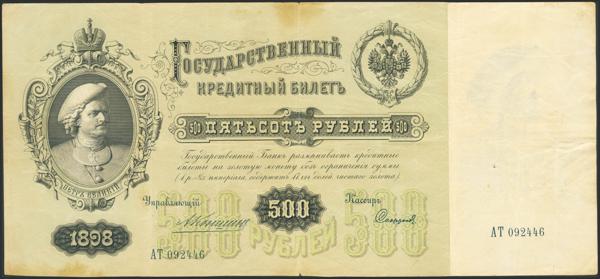 Государственный
кредитный билетъ
500 ПЯТЬСОТЪ РУБЛЕЙ 500
Государственный Банкъ размѣниваетъ кредитные
билеты на золотую монету безъ ограниченія суммы
(1 р.= 1/15 имперіала, содержитъ 17,424 долей чистаго золота).
ПЕТРЪ ВЕЛИКІЙ
Управляющій 500 Кассиръ
500 РУБЛЕЙ 500
1898
АТ 092446
АТ 092446